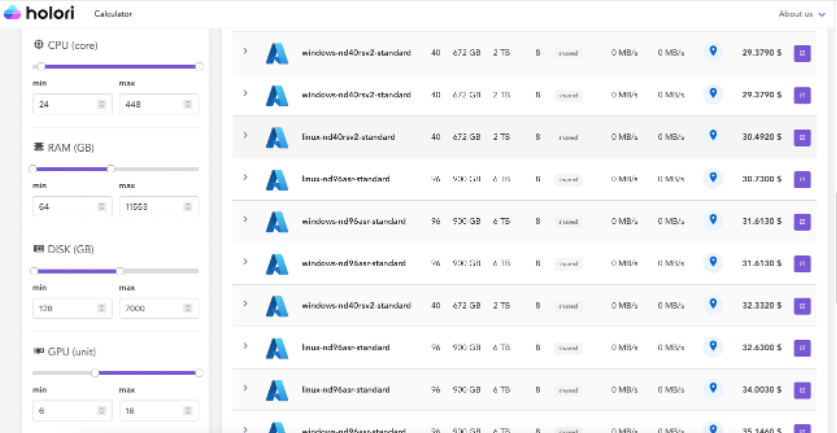 holori
Calculator
About us
CPU (core)
min max
24 448
RAM (GB)
min max
64 11553
DISK (GB)
min max
128 7000
GPU (unit)
min max
6 16
windows-nd40rsv2-standard 40 672 GB 2 TB 8 shared 0 MB/s 0 MB/s 29.3790 $
windows-nd40rsv2-standard 40 672 GB 2 TB 8 shared 0 MB/s 0 MB/s 29.3790 $
linux-nd40rsv2-standard 40 672 GB 2 TB 8 shared 0 MB/s 0 MB/s 30.4920 $
linux-nd96asr-standard 96 900 GB 6 TB 8 shared 0 MB/s 0 MB/s 30.7300 $
windows-nd96asr-standard 96 900 GB 6 TB 8 shared 0 MB/s 0 MB/s 31.6130 $
windows-nd96asr-standard 96 900 GB 6 TB 8 shared 0 MB/s 0 MB/s 31.6130 $
windows-nd40rsv2-standard 40 672 GB 2 TB 8 shared 0 MB/s 0 MB/s 32.3320 $
linux-nd96asr-standard 96 900 GB 6 TB 8 shared 0 MB/s 0 MB/s 32.6300 $
linux-nd96asr-standard 96 900 GB 6 TB 8 shared 0 MB/s 0 MB/s 34.0030 $
windows-nd96asr-standard 96 900 GB 6 TB 8 shared 0 MB/s 0 MB/s 35.1460 $